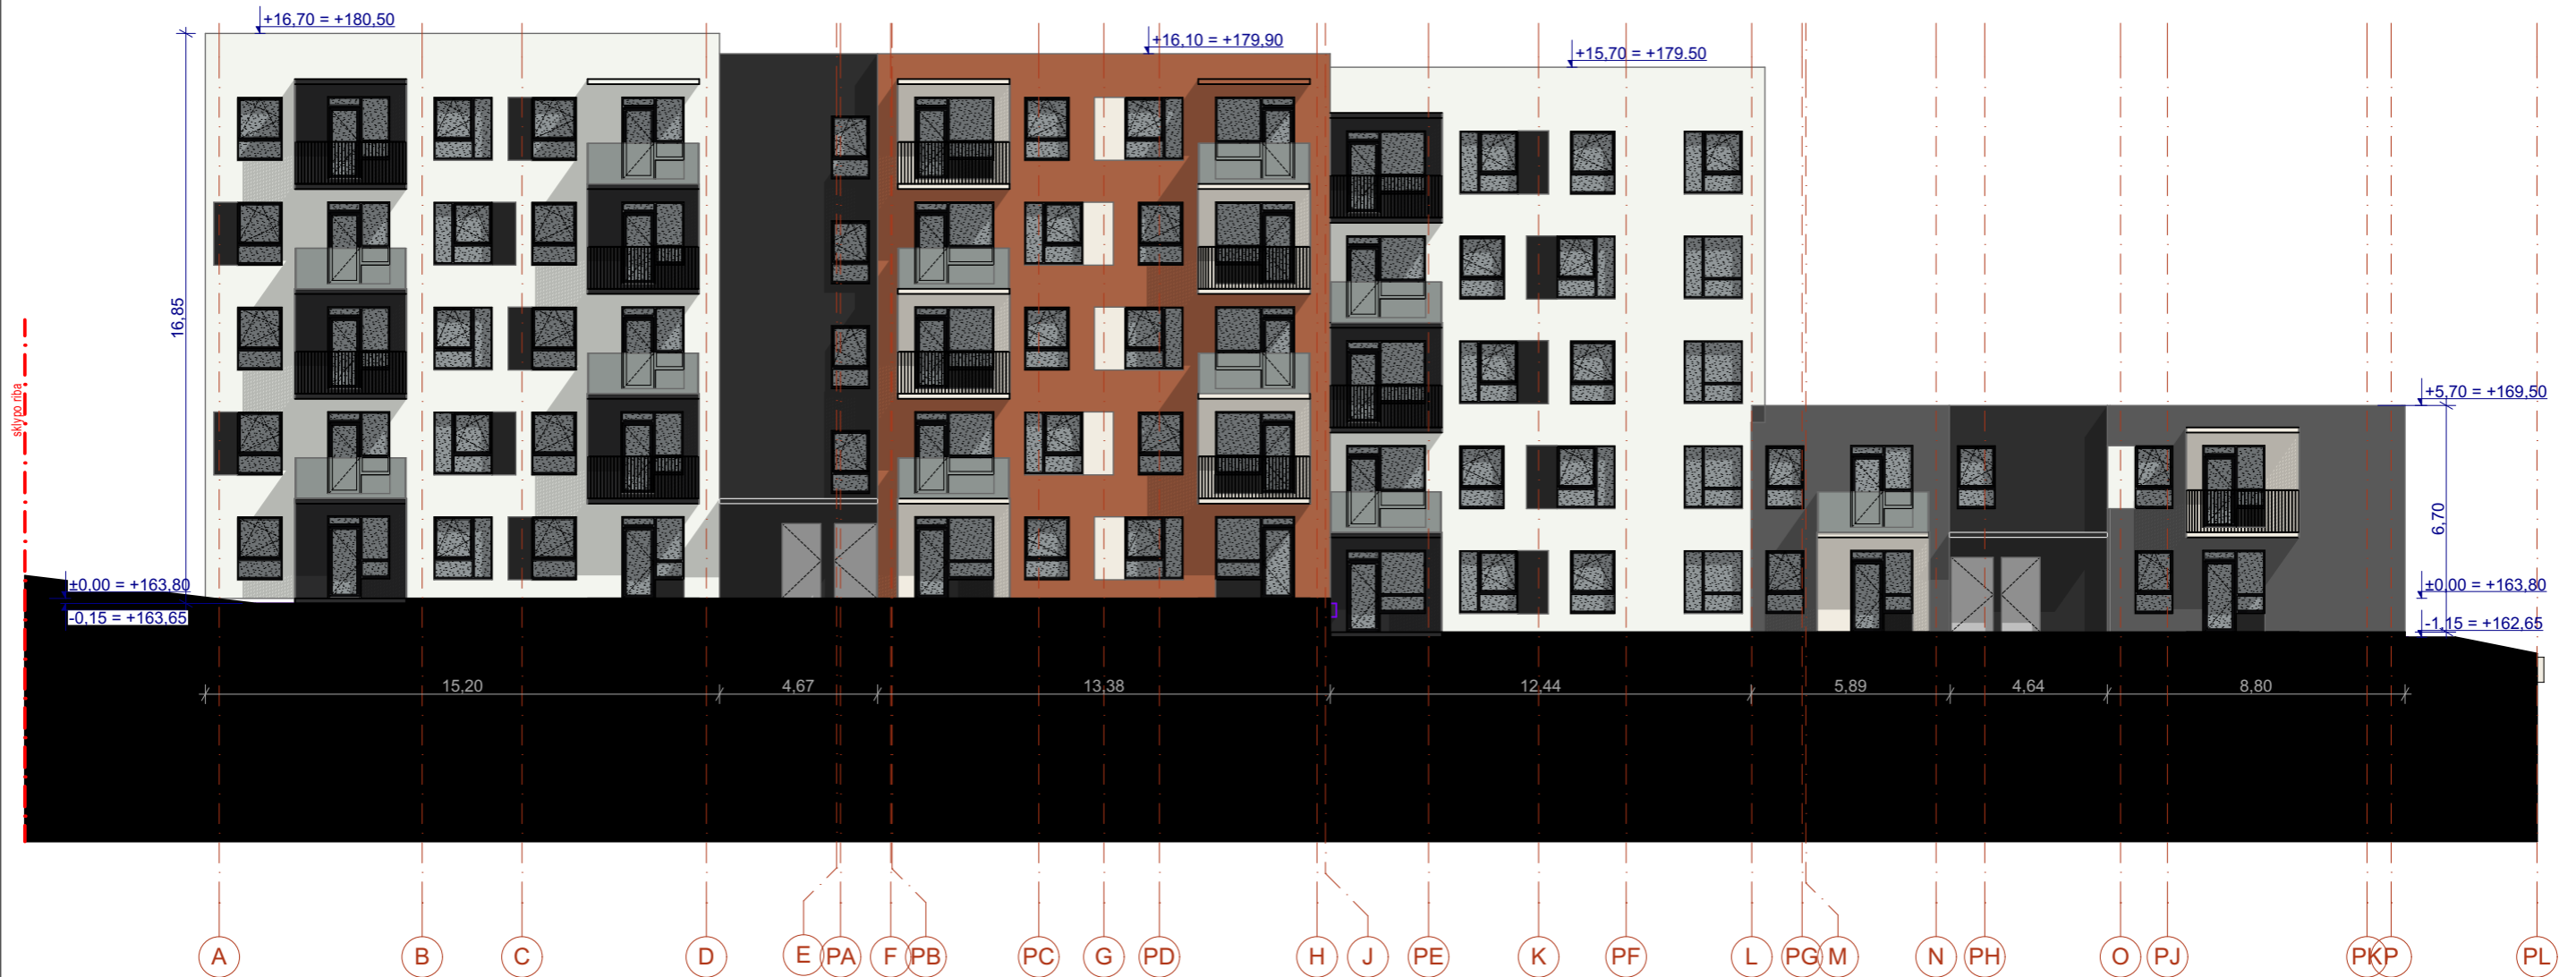 +16,70 = +180,50
+16,10 = +179,90
+15,70 = +179.50
16,85
sklypo riba
+5,70 = +169,50
6,70
±0,00 = +163,80
-0,15 = +163,65
±0,00 = +163,80
-1,15 = +162,65
15,20 4,67 13,38 12,44 5,89 4,64 8,80
A B C D E PA F PB PC G PD H J PE K PF L PG M N PH O PJ PK P PL